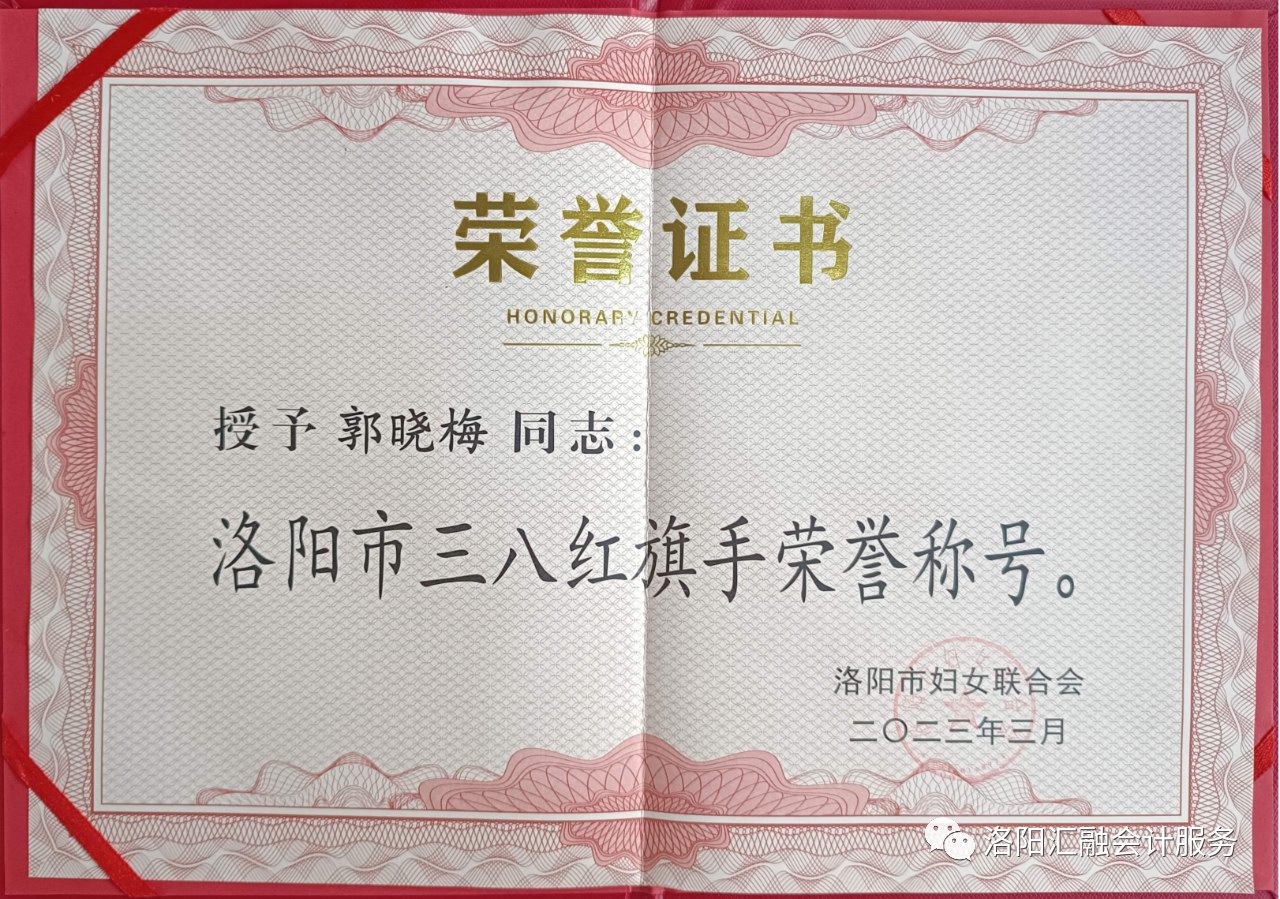 荣誉证书
HONORARY CREDENTIAL
授予 郭晓梅 同志：
洛阳市三八红旗手荣誉称号。
洛阳市妇女联合会
二〇二三年三月
洛阳汇融会计服务